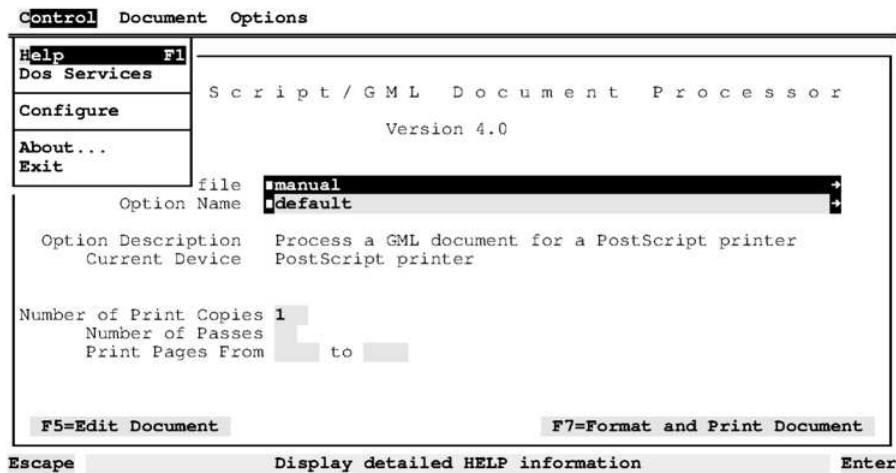 Control Document Options
Help F1
Dos Services
Configure
About...
Exit
Script/GML Document Processor
Version 4.0
file manual
Option Name default
Option Description Process a GML document for a PostScript printer
Current Device PostScript printer
Number of Print Copies 1
Number of Passes
Print Pages From to
F5=Edit Document F7=Format and Print Document
Escape Display detailed HELP information Enter